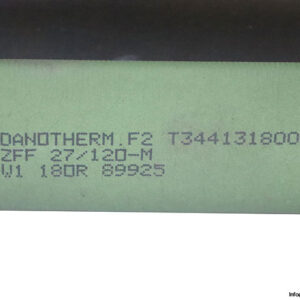 DANOTHERM.F2 T344131800
ZFF 27/120-M
W1 180R 89925